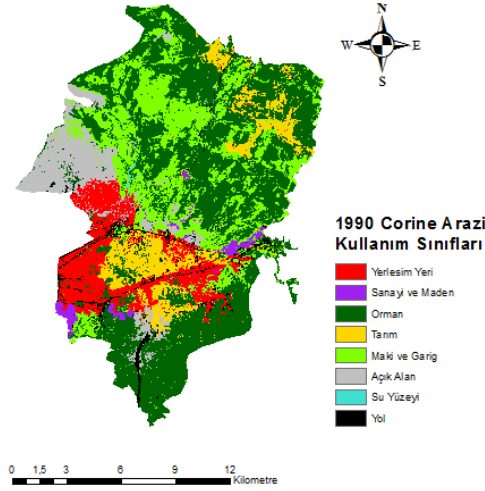 N
W E
S
1990 Corine Arazi
Kullanım Sınıfları
Yerlesim Yeri
Sanayi ve Maden
Orman
Tarım
Maki ve Garig
Açık Alan
Su Yüzeyi
Yol
0 1,5 3 6 9 12
Kilometre